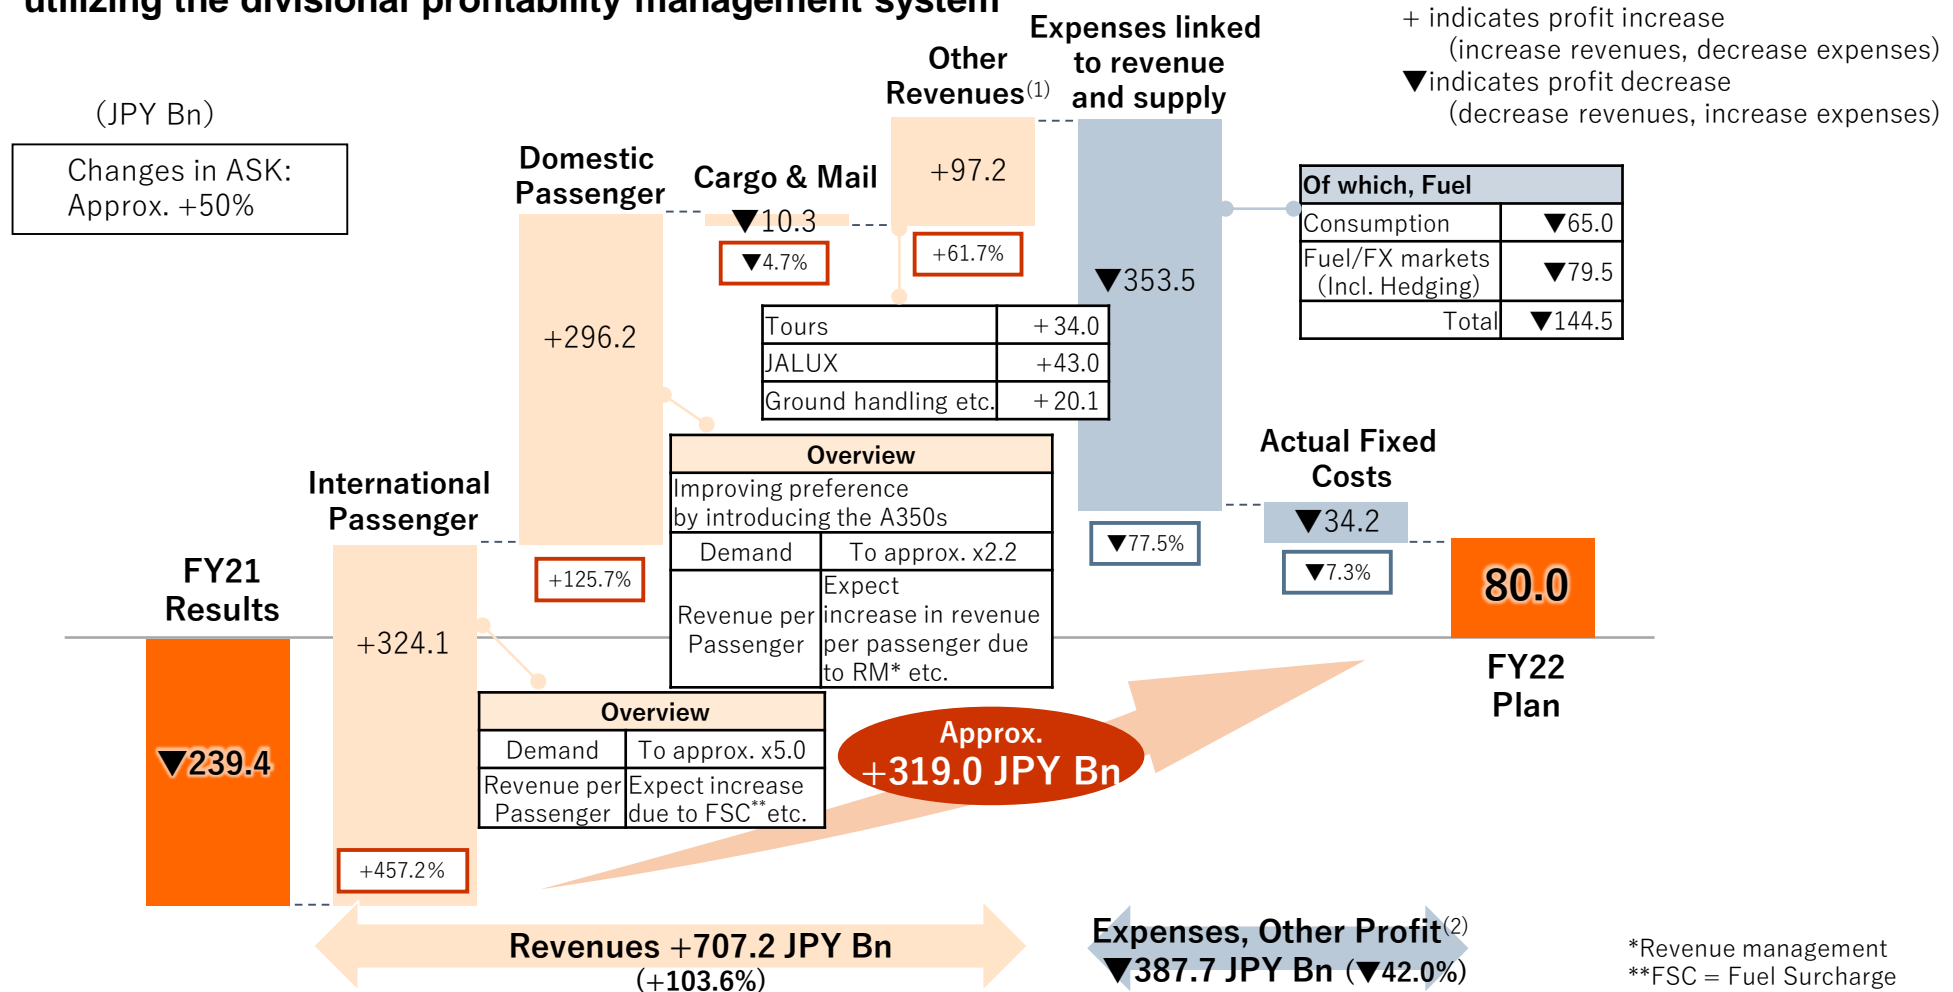 utilizing the divisional profitability management system
+ indicates profit increase
(increase revenues, decrease expenses)
▼indicates profit decrease
(decrease revenues, increase expenses)
(JPY Bn)
Changes in ASK:
Approx. +50%
FY21
Results
▼239.4
International
Passenger
+324.1
+457.2%
Overview
Demand To approx. x5.0
Revenue per
Passenger
Expect increase
due to FSC** etc.
Domestic
Passenger
+296.2
+125.7%
Overview
Improving preference
by introducing the A350s
Demand To approx. x2.2
Revenue per
Passenger
Expect
increase in revenue
per passenger due
to RM* etc.
Cargo & Mail
▼10.3
▼4.7%
Other
Revenues(1)
+97.2
+61.7%
Tours +34.0
JALUX +43.0
Ground handling etc. +20.1
Expenses linked
to revenue
and supply
▼353.5
▼77.5%
Of which, Fuel
Consumption ▼65.0
Fuel/FX markets
(Incl. Hedging)
▼79.5
Total ▼144.5
Actual Fixed
Costs
▼34.2
▼7.3%
80.0
FY22
Plan
Approx.
+319.0 JPY Bn
Revenues +707.2 JPY Bn
(+103.6%)
Expenses, Other Profit(2)
▼387.7 JPY Bn (▼42.0%)
*Revenue management
**FSC = Fuel Surcharge